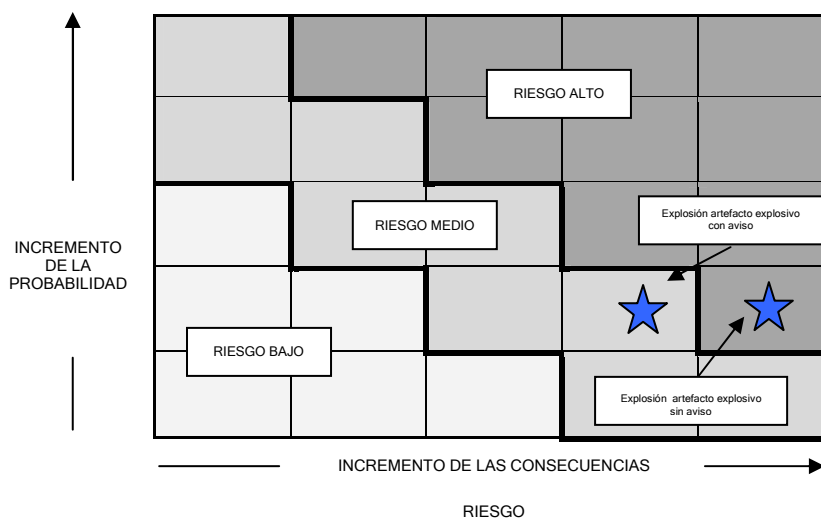 RIESGO ALTO
RIESGO MEDIO
Explosión artefacto explosivo
con aviso
INCREMENTO
DE LA
PROBABILIDAD
RIESGO BAJO
Explosión artefacto explosivo
sin aviso
INCREMENTO DE LAS CONSECUENCIAS
RIESGO